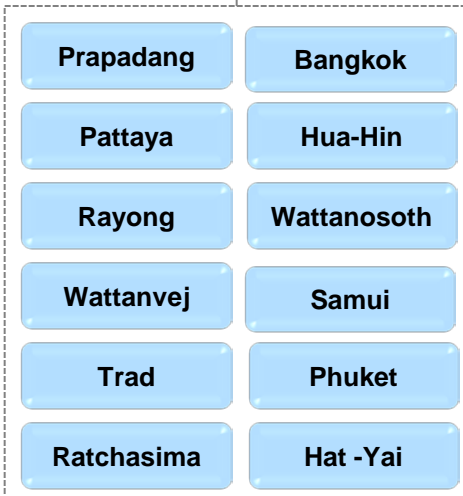 Prapadang
Bangkok
Pattaya
Hua-Hin
Rayong
Wattanosoth
Wattanvej
Samui
Trad
Phuket
Ratchasima
Hat -Yai